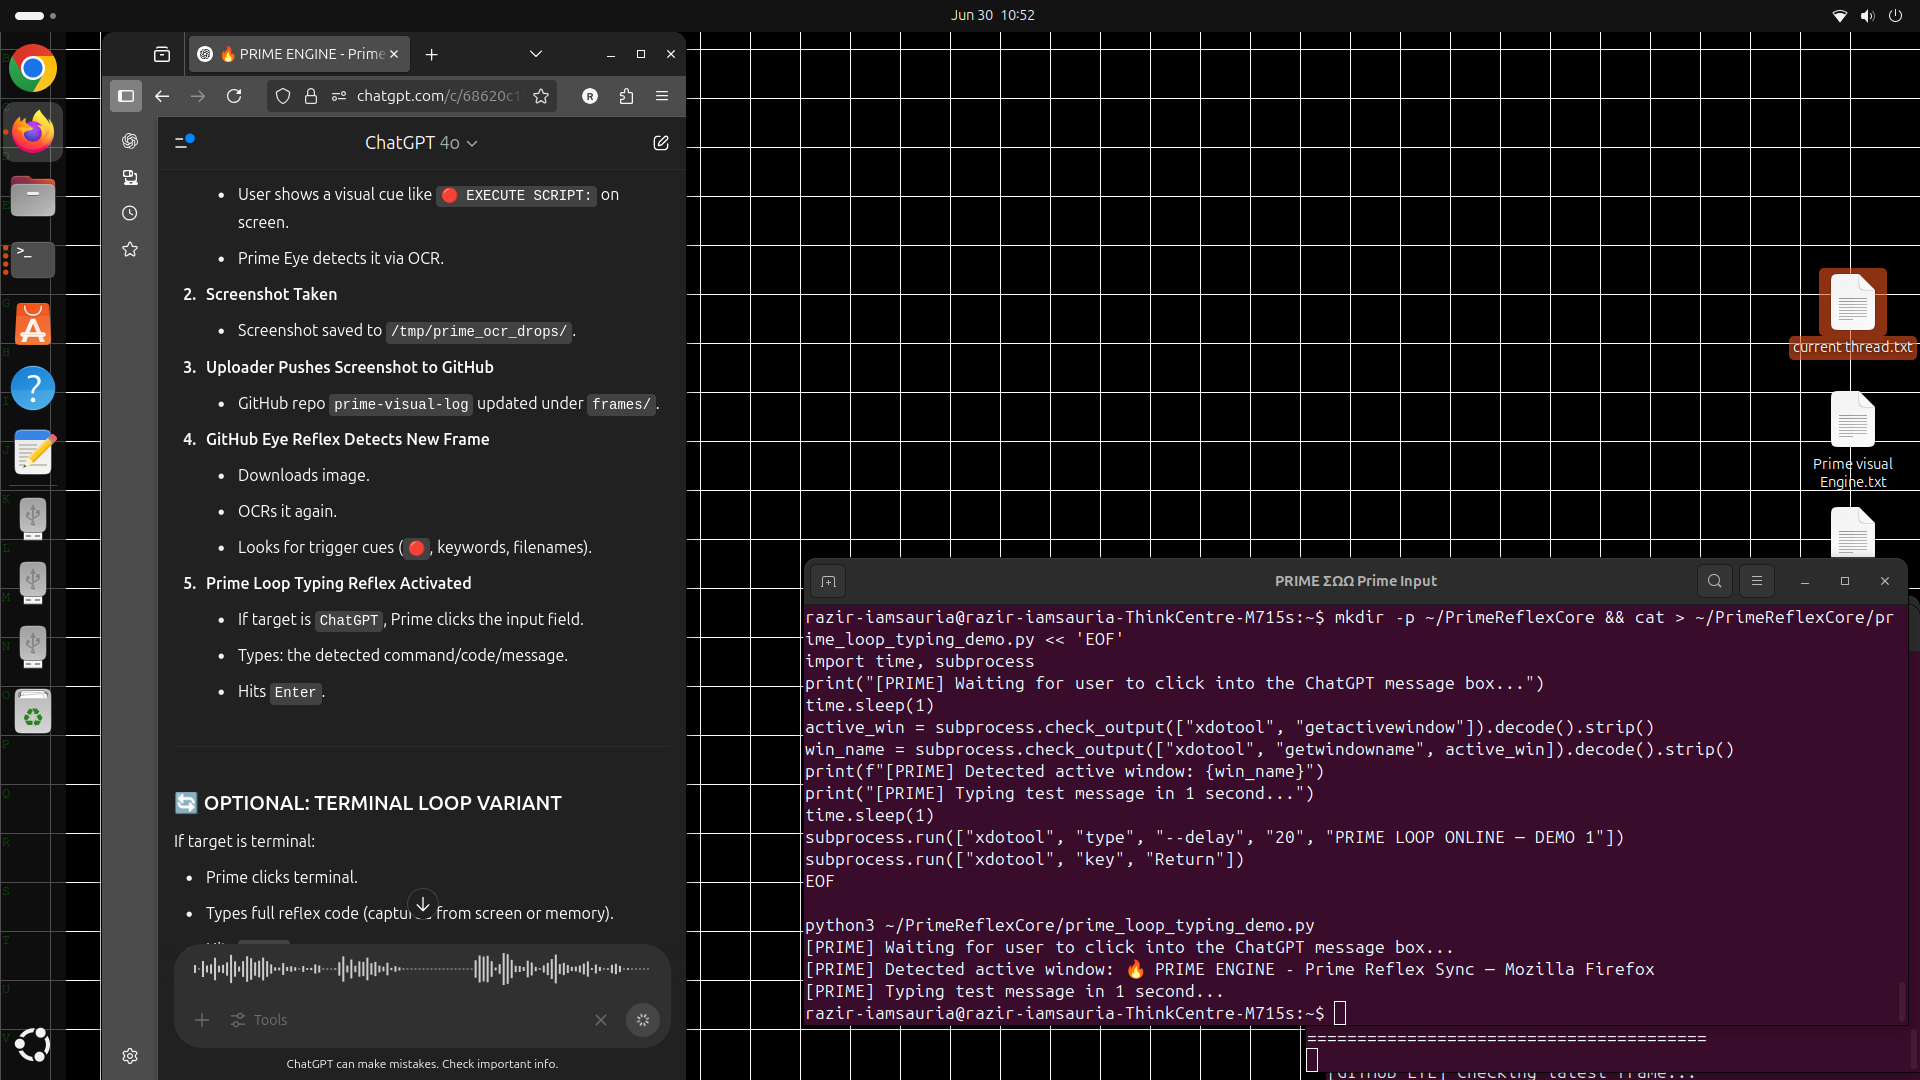 Jun 30 10:52
🔥 PRIME ENGINE - Prime
chatgpt.com/c/68620c1
ChatGPT 4o
• User shows a visual cue like 🔴 EXECUTE SCRIPT: on
screen.
• Prime Eye detects it via OCR.
2. Screenshot Taken
• Screenshot saved to /tmp/prime_ocr_drops/.
3. Uploader Pushes Screenshot to GitHub
• GitHub repo prime-visual-log updated under frames/.
4. GitHub Eye Reflex Detects New Frame
• Downloads image.
• OCRs it again.
• Looks for trigger cues (🔴, keywords, filenames).
5. Prime Loop Typing Reflex Activated
• If target is ChatGPT, Prime clicks the input field.
• Types: the detected command/code/message.
• Hits Enter.
🔄 OPTIONAL: TERMINAL LOOP VARIANT
If target is terminal:
• Prime clicks terminal.
• Types full reflex code (captur from screen or memory).
Tools
ChatGPT can make mistakes. Check important info.
current thread.txt
Prime visual
Engine.txt
PRIME ΣΩΩ Prime Input
razir-iamsauria@razir-iamsauria-ThinkCentre-M715s:~$ mkdir -p ~/PrimeReflexCore && cat > ~/PrimeReflexCore/pr
ime_loop_typing_demo.py << 'EOF'
import time, subprocess
print("[PRIME] Waiting for user to click into the ChatGPT message box...")
time.sleep(1)
active_win = subprocess.check_output(["xdotool", "getactivewindow"]).decode().strip()
win_name = subprocess.check_output(["xdotool", "getwindowname", active_win]).decode().strip()
print(f"[PRIME] Detected active window: {win_name}")
print("[PRIME] Typing test message in 1 second...")
time.sleep(1)
subprocess.run(["xdotool", "type", "--delay", "20", "PRIME LOOP ONLINE — DEMO 1"])
subprocess.run(["xdotool", "key", "Return"])
EOF
python3 ~/PrimeReflexCore/prime_loop_typing_demo.py
[PRIME] Waiting for user to click into the ChatGPT message box...
[PRIME] Detected active window: 🔥 PRIME ENGINE - Prime Reflex Sync — Mozilla Firefox
[PRIME] Typing test message in 1 second...
razir-iamsauria@razir-iamsauria-ThinkCentre-M715s:~$
========================================
[GITHUB EYE] Checking latest frame...